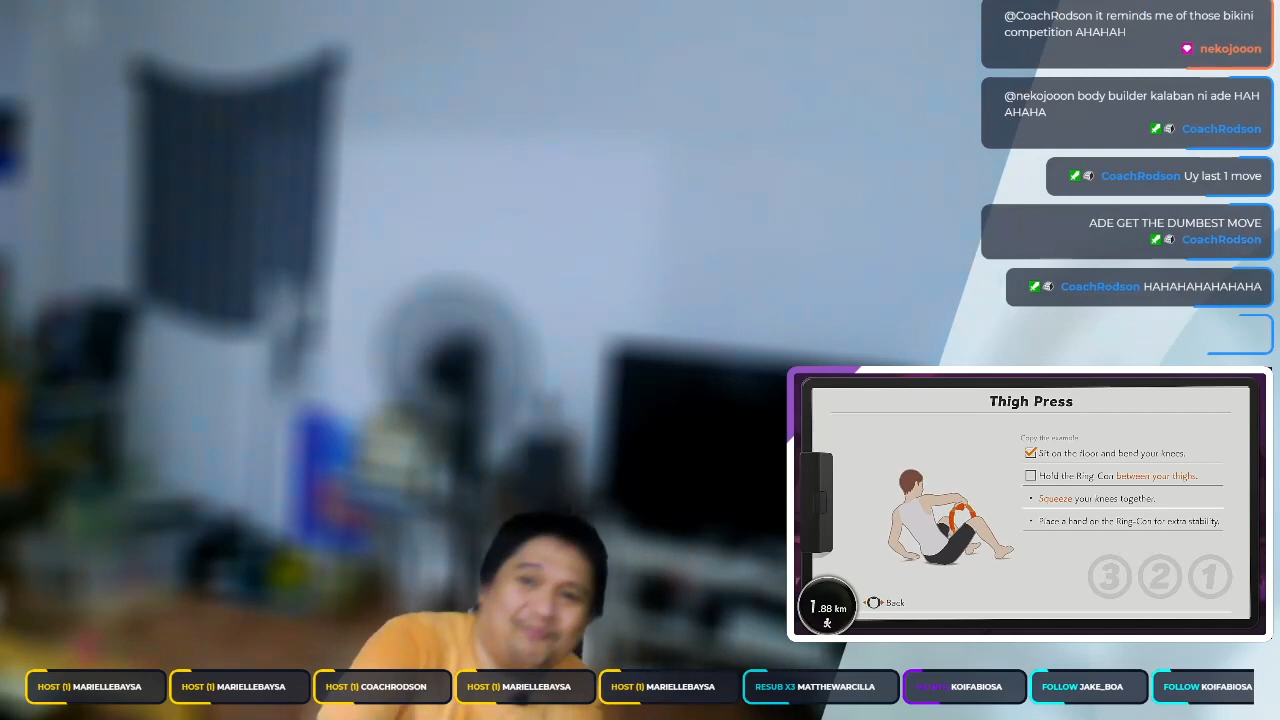 @CoachRodson it reminds me of those bikini
competition AHAHAH
nekojooon
@nekojooon body builder kalaban ni ade HAH
AHAHA
CoachRodson
CoachRodson Uy last 1 move
ADE GET THE DUMBEST MOVE
CoachRodson
CoachRodson HAHAHAHAHAHAHA
Thigh Press
Copy the example
Sit on the floor and bend your knees.
Hold the Ring-Con between your thighs.
• Squeeze your knees together.
• Place a hand on the Ring-Con for extra stability.
3 2 1
1.88 km
Back
HOST (1) MARIELLEBAYSA
HOST (1) MARIELLEBAYSA
HOST (1) COACHRODSON
HOST (1) MARIELLEBAYSA
HOST (1) MARIELLEBAYSA
RESUB X3 MATTHEWARCILLA
KOIFABIOSA
FOLLOW JAKE_BOA
FOLLOW KOIFABIOSA